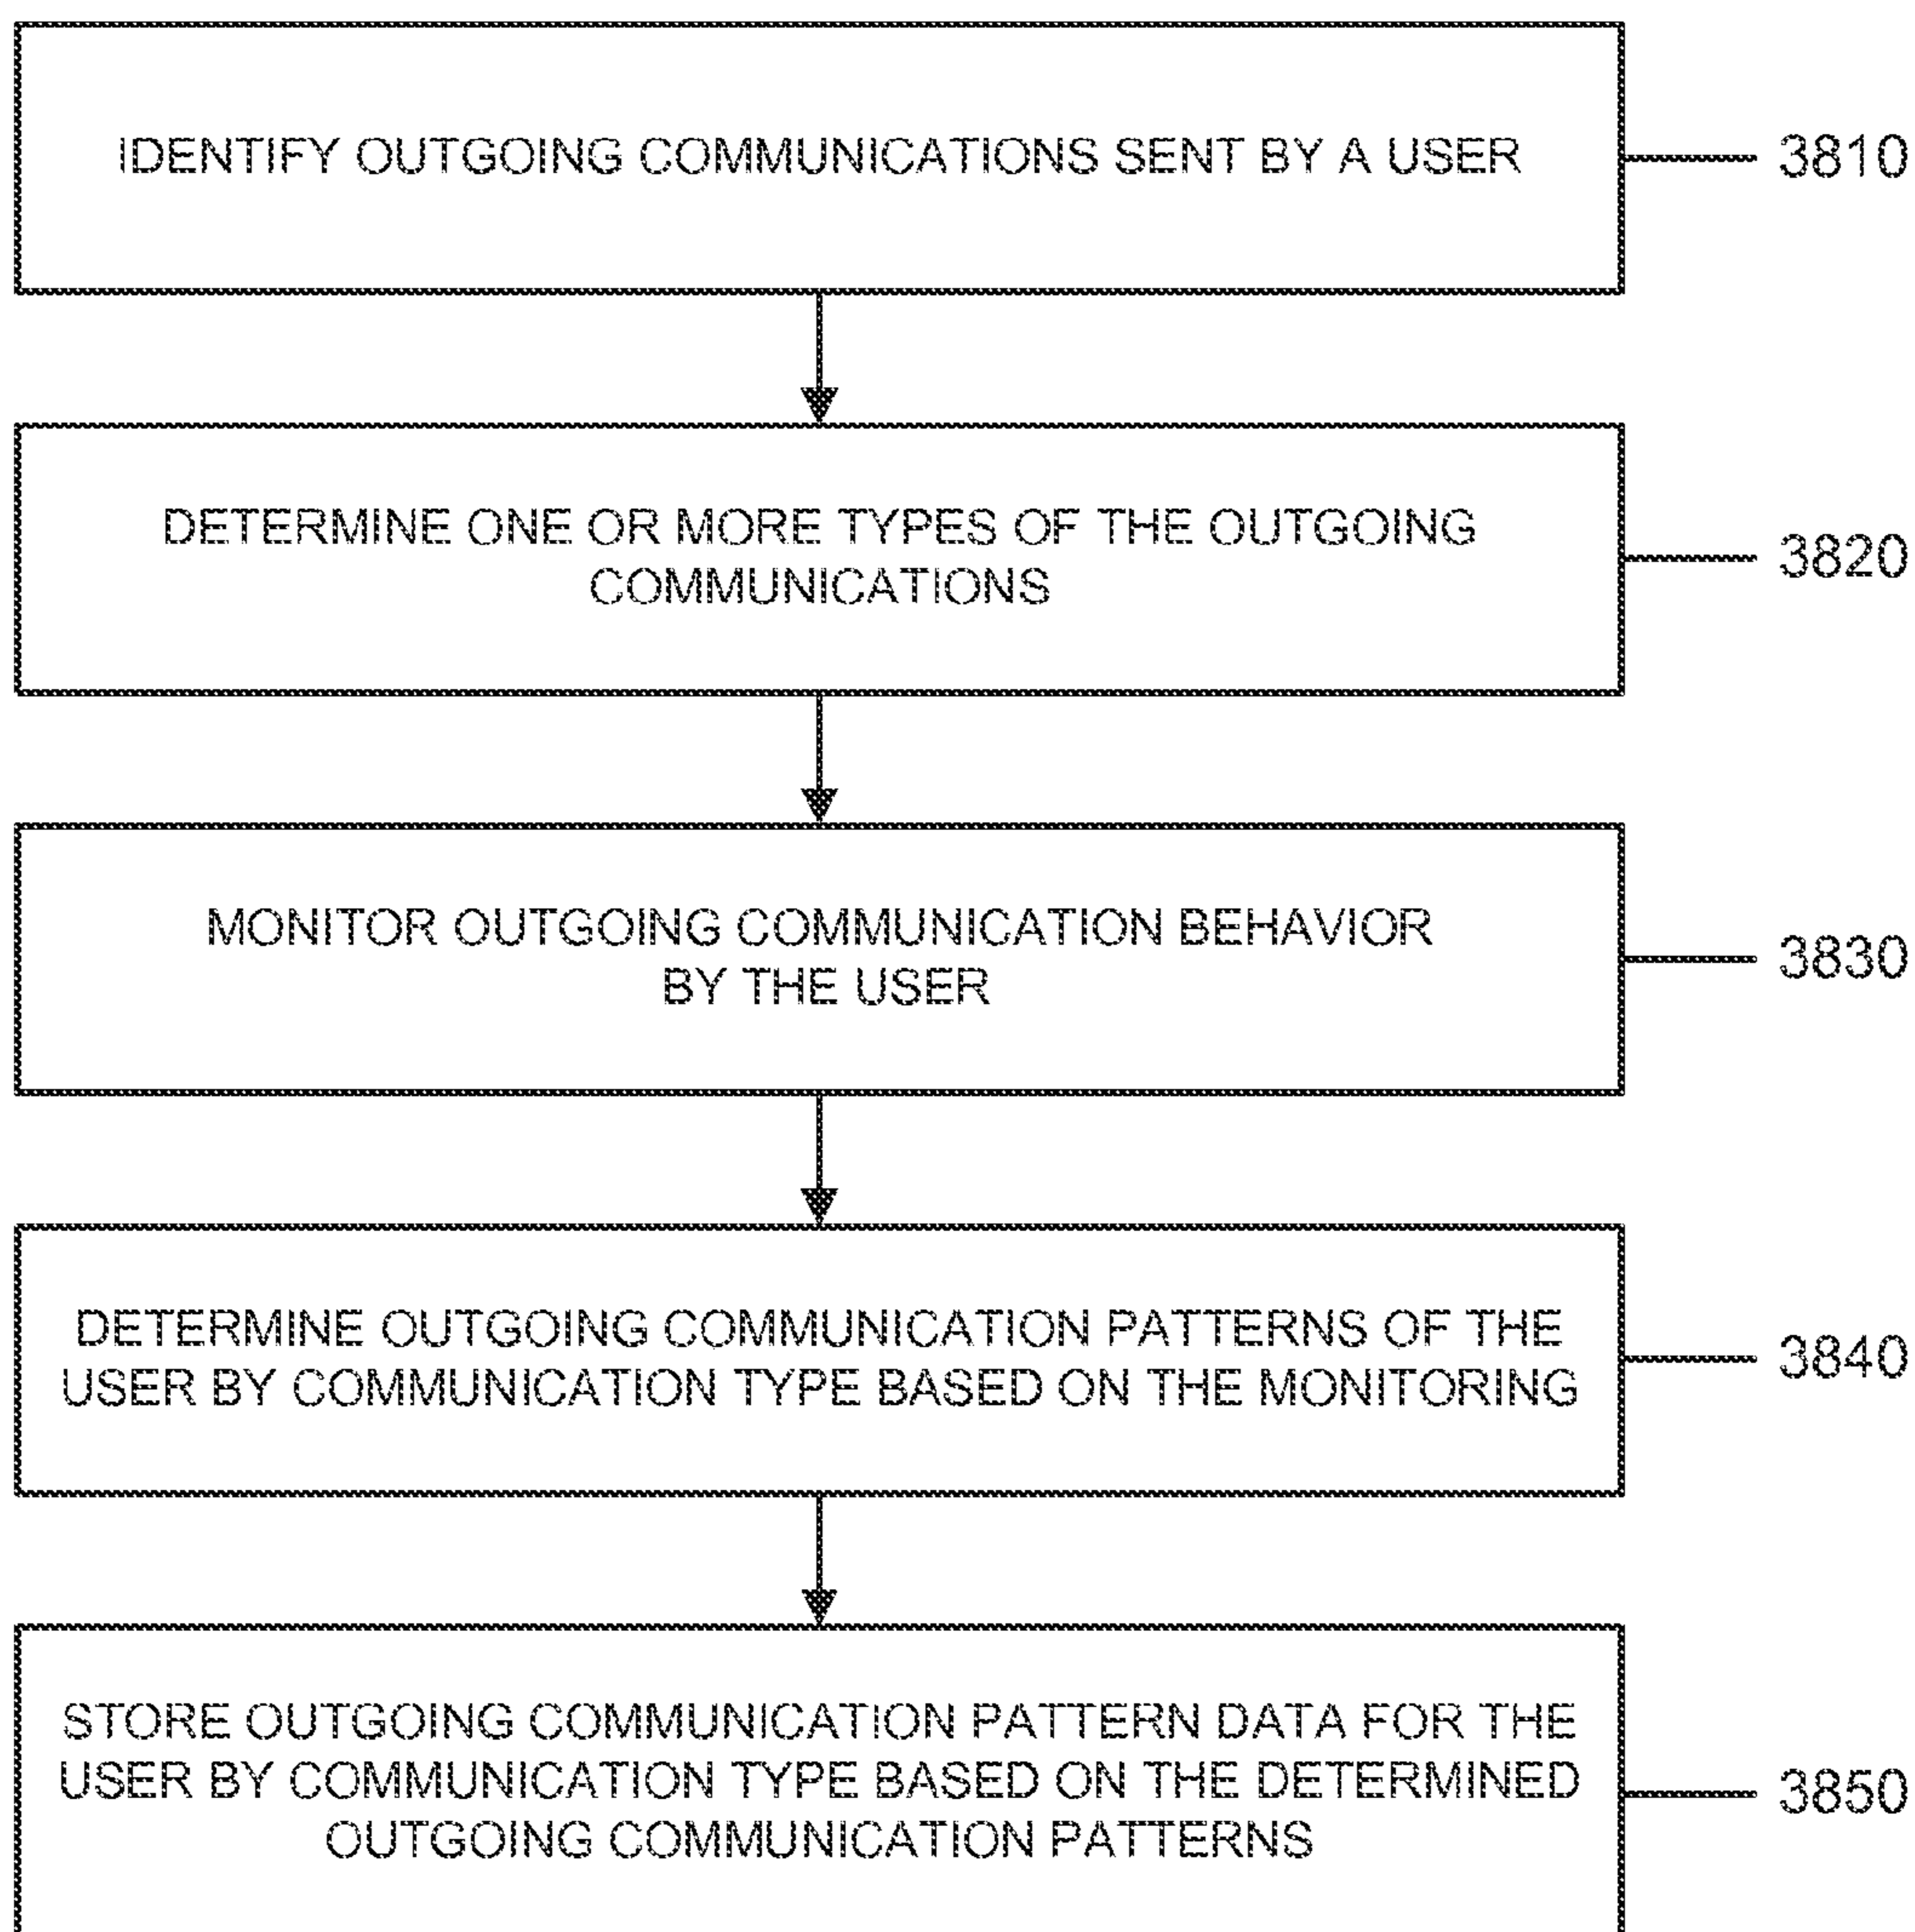 IDENTIFY OUTGOING COMMUNICATIONS SENT BY A USER
3810
DETERMINE ONE OR MORE TYPES OF THE OUTGOING
COMMUNICATIONS
3820
MONITOR OUTGOING COMMUNICATION BEHAVIOR
BY THE USER
3830
DETERMINE OUTGOING COMMUNICATION PATTERNS OF THE
USER BY COMMUNICATION TYPE BASED ON THE MONITORING
3840
STORE OUTGOING COMMUNICATION PATTERN DATA FOR THE
USER BY COMMUNICATION TYPE BASED ON THE DETERMINED
OUTGOING COMMUNICATION PATTERNS
3850